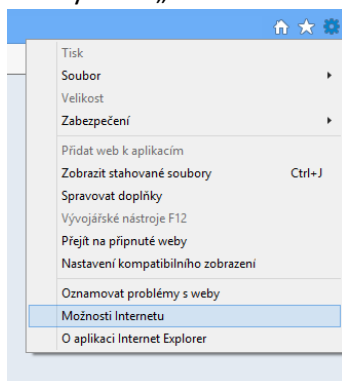 Tisk
Soubor
Velikost
Zabezpečení
Přidat web k aplikacím
Zobrazit stahované soubory Ctrl+J
Spravovat doplňky
Vývojářské nástroje F12
Přejít na připnuté weby
Nastavení kompatibilního zobrazení
Oznamovat problémy s weby
Možnosti Internetu
O aplikaci Internet Explorer